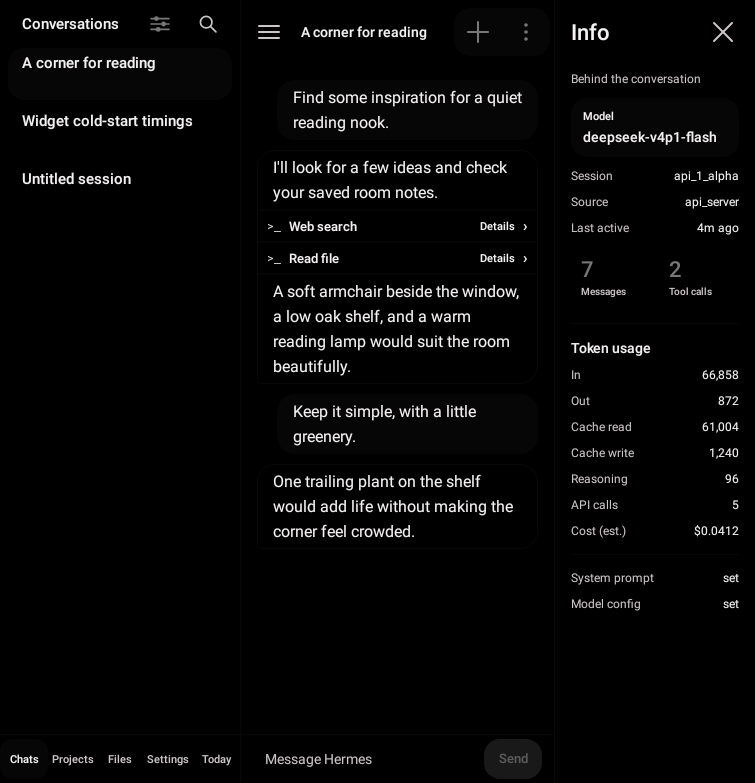 Conversations
A corner for reading
Widget cold-start timings
Untitled session
Chats
Projects
Files
Settings
Today
A corner for reading
Find some inspiration for a quiet
reading nook.
I'll look for a few ideas and check
your saved room notes.
>_ Web search Details ›
>_ Read file Details ›
A soft armchair beside the window,
a low oak shelf, and a warm
reading lamp would suit the room
beautifully.
Keep it simple, with a little
greenery.
One trailing plant on the shelf
would add life without making the
corner feel crowded.
Message Hermes
Send
Info
Behind the conversation
Model
deepseek-v4p1-flash
Session api_1_alpha
Source api_server
Last active 4m ago
7 2
Messages Tool calls
Token usage
In 66,858
Out 872
Cache read 61,004
Cache write 1,240
Reasoning 96
API calls 5
Cost (est.) $0.0412
System prompt set
Model config set